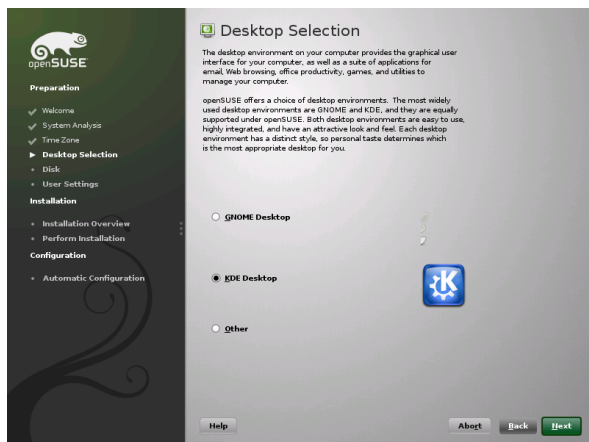 openSUSE
Preparation
Welcome
System Analysis
Time Zone
Desktop Selection
Disk
User Settings
Installation
Installation Overview
Perform Installation
Configuration
Automatic Configuration
Desktop Selection
The desktop environment on your computer provides the graphical user
interface for your computer, as well as a suite of applications for
email, Web browsing, office productivity, games, and utilities to
manage your computer.
openSUSE offers a choice of desktop environments. The most widely
used desktop environments are GNOME and KDE, and they are equally
supported under openSUSE. Both desktop environments are easy to use,
highly integrated, and have an attractive look and feel. Each desktop
environment has a distinct style, so personal taste determines which
is the most appropriate desktop for you.
GNOME Desktop
KDE Desktop
K
Other
Help
Abort
Back
Next